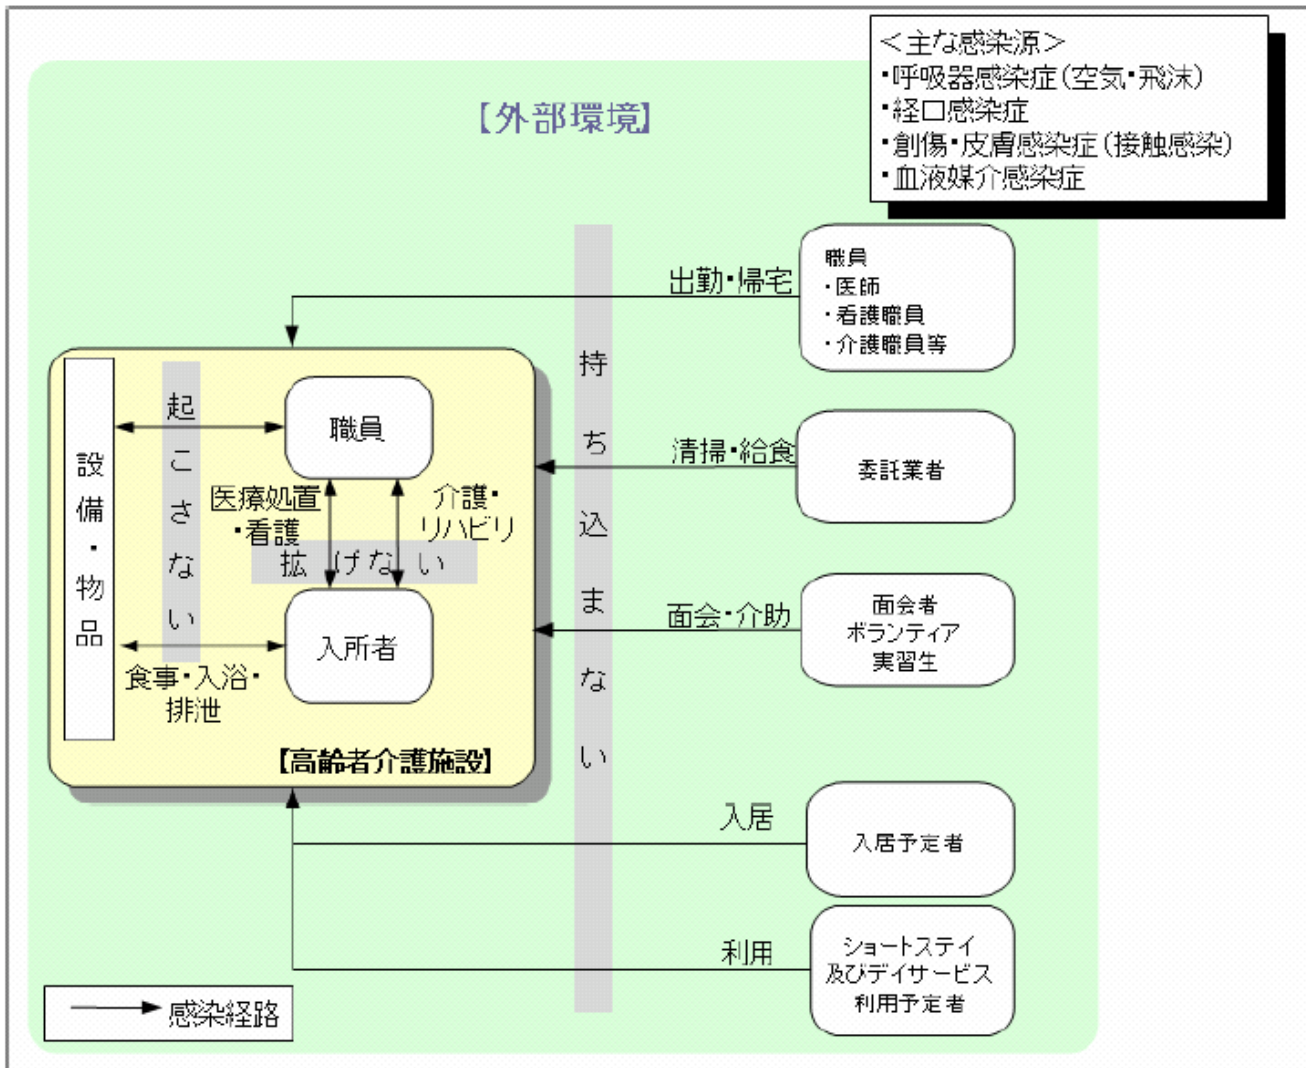 ＜主な感染源＞
・呼吸器感染症(空気・飛沫)
・経口感染症
・創傷・皮膚感染症(接触感染)
・血液媒介感染症
【外部環境】
出勤・帰宅
職員
・医師
・看護職員
・介護職員等
持ち込まない
清掃・給食
委託業者
面会・介助
面会者
ボランティア
実習生
入居
入居予定者
利用
ショートステイ
及びデイサービス
利用予定者
設備・物品
起こさない
職員
医療処置
・看護
介護・
リハビリ
拡げない
入所者
食事・入浴・
排泄
【高齢者介護施設】
感染経路